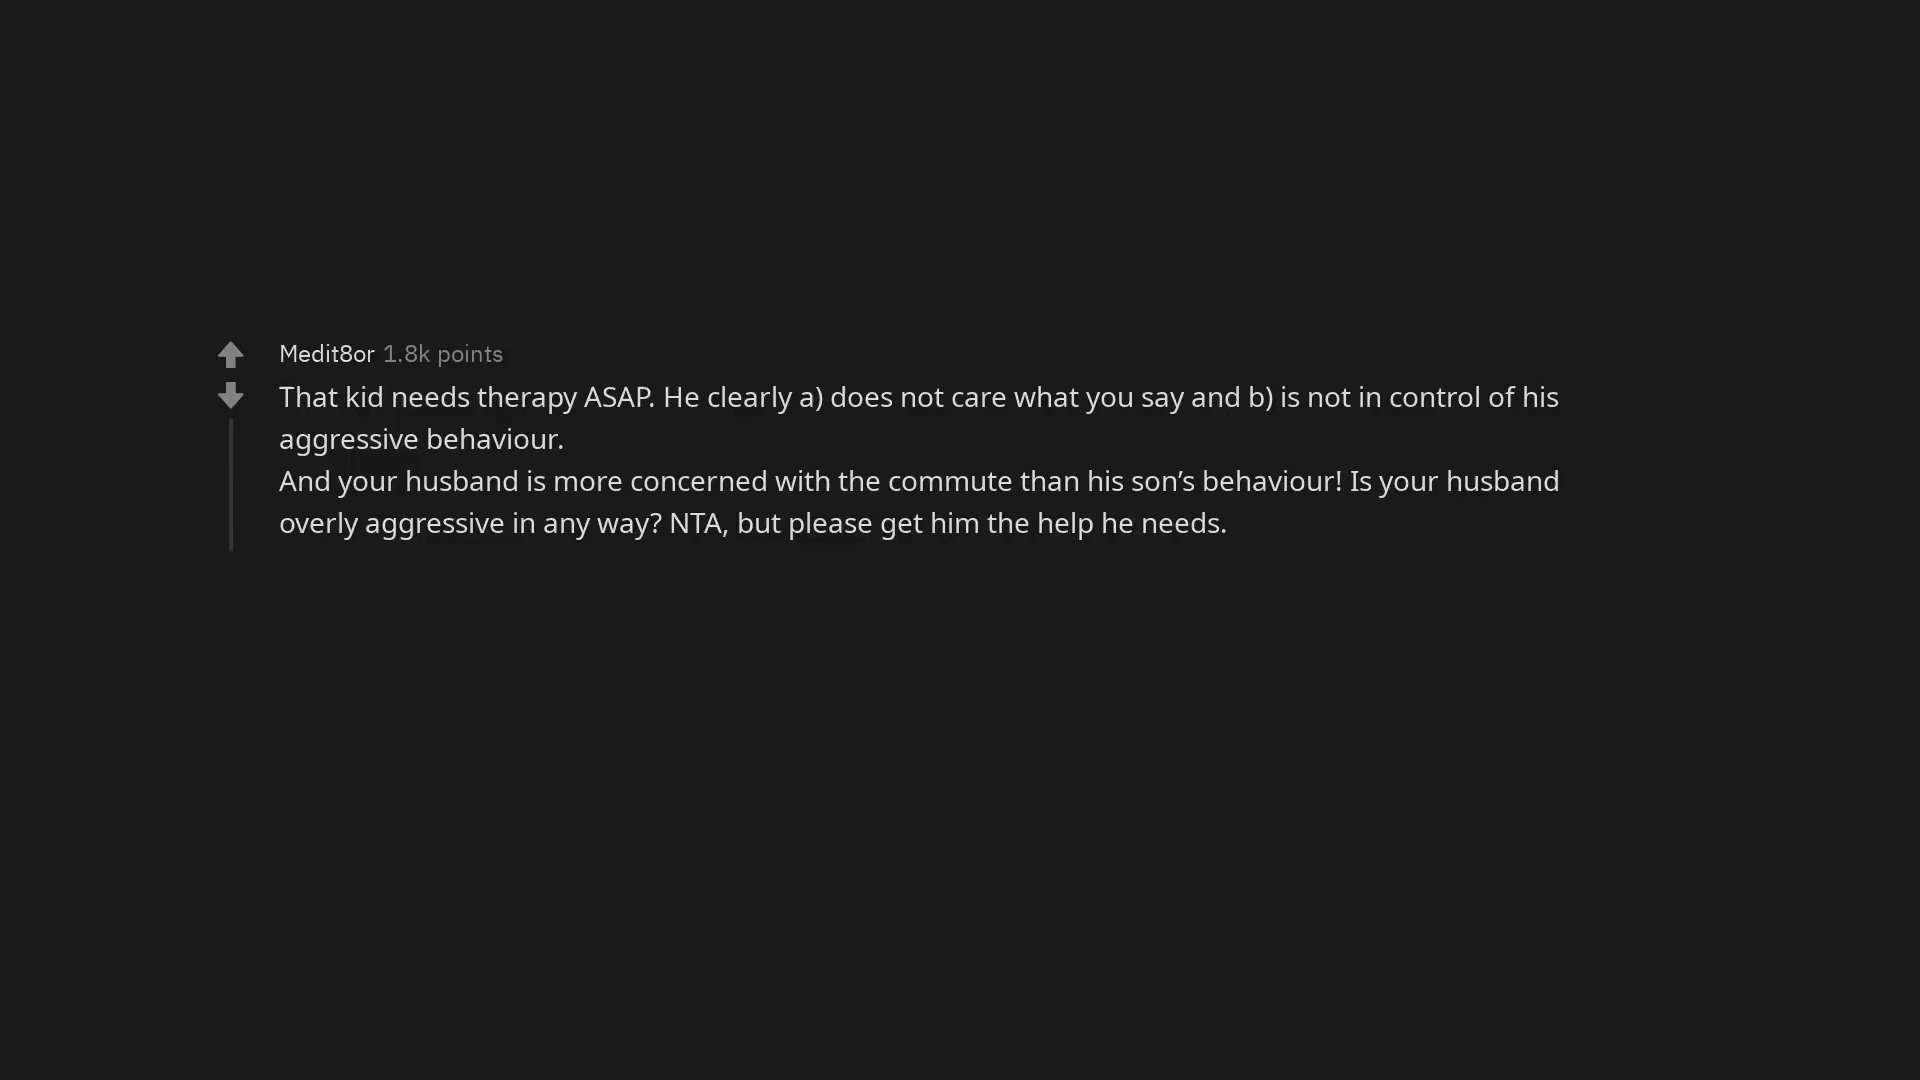 Medit8or 1.8k points
That kid needs therapy ASAP. He clearly a) does not care what you say and b) is not in control of his
aggressive behaviour.
And your husband is more concerned with the commute than his son’s behaviour! Is your husband
overly aggressive in any way? NTA, but please get him the help he needs.